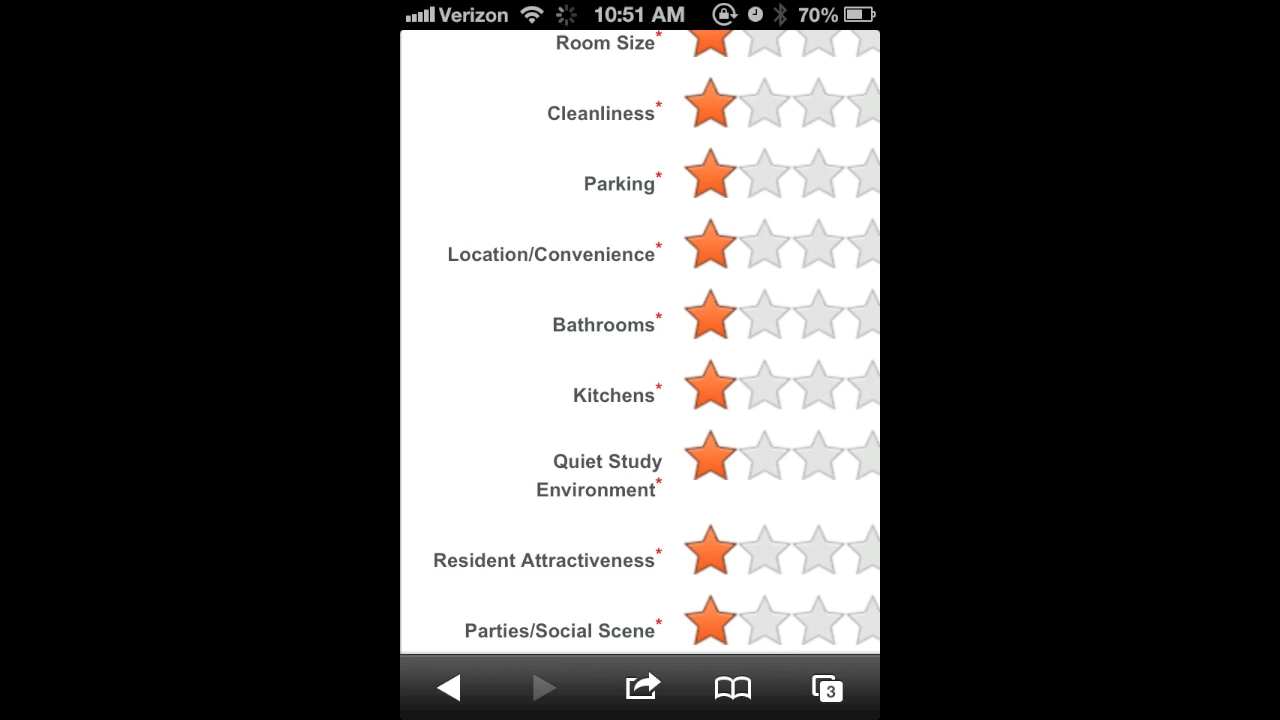 Verizon 10:51 AM 70%
Room Size*
Cleanliness*
Parking*
Location/Convenience*
Bathrooms*
Kitchens*
Quiet Study
Environment*
Resident Attractiveness*
Parties/Social Scene*
3